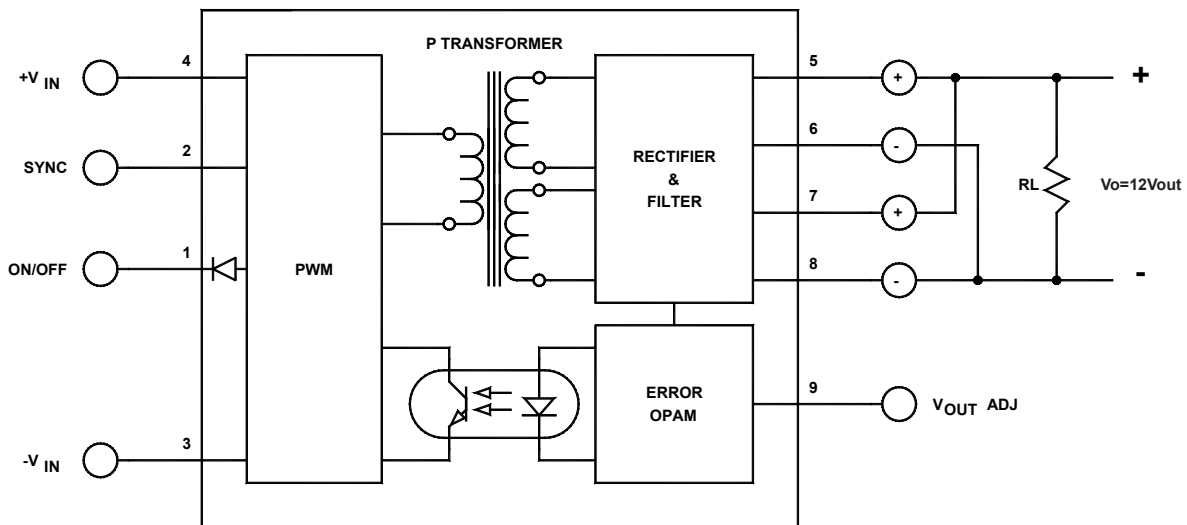 P TRANSFORMER
+V IN
4
SYNC
2
ON/OFF
1
-V IN
3
PWM
RECTIFIER
&
FILTER
ERROR
OPAM
5
+
6
-
7
+
8
-
9
VOUT ADJ
+
RL
Vo=12Vout
-